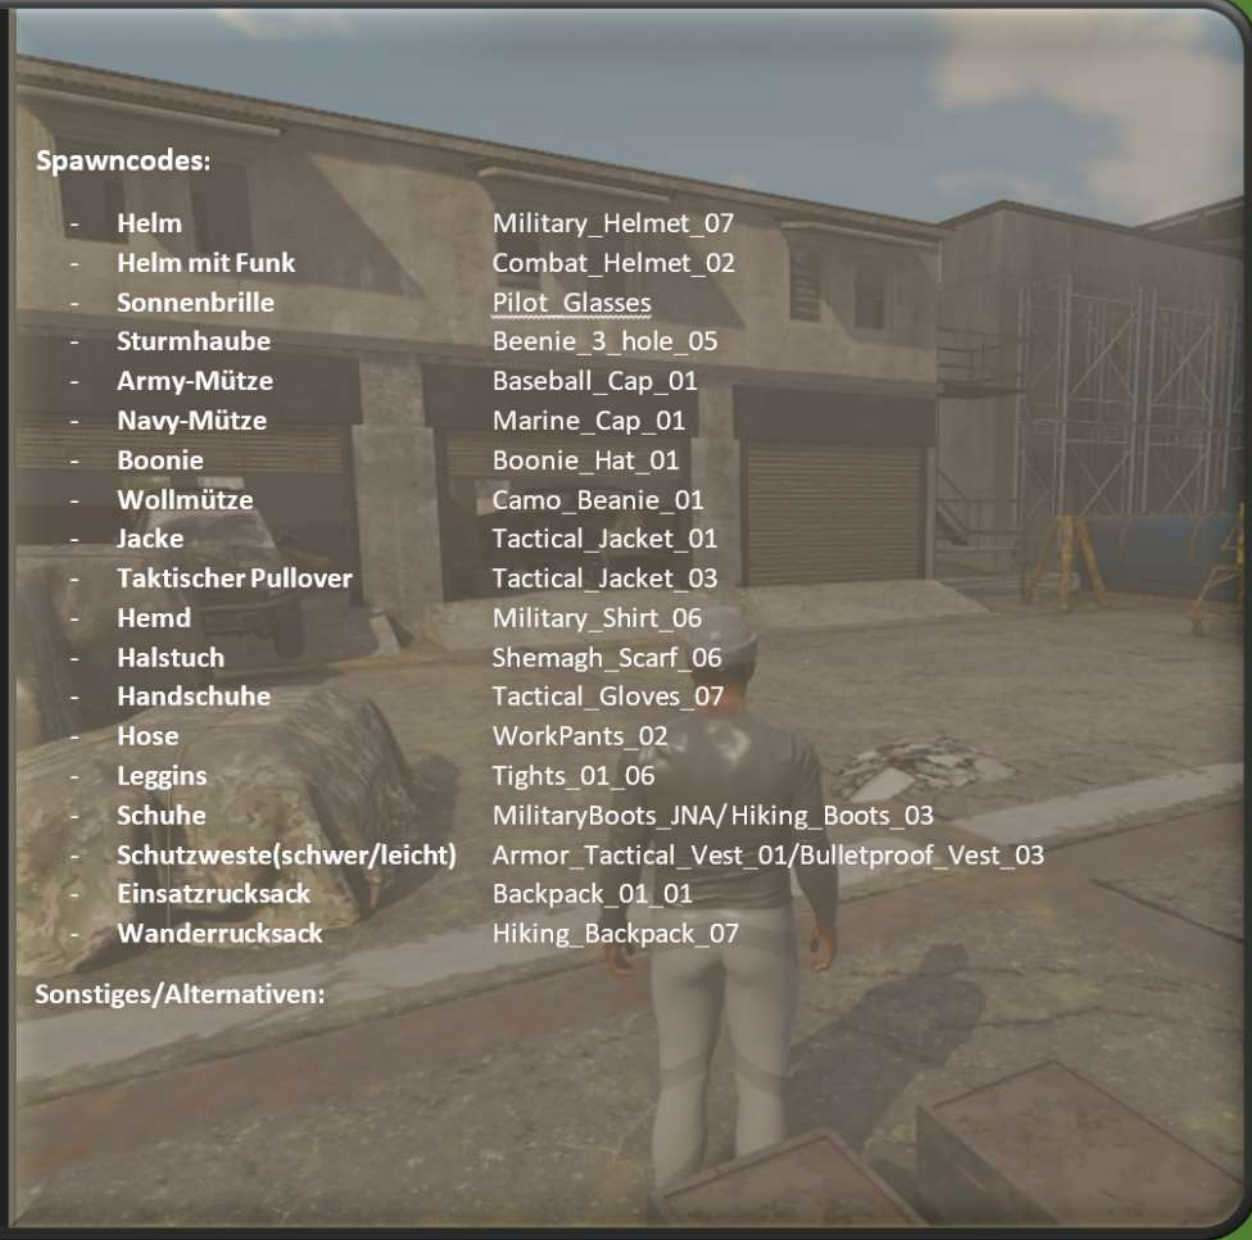 Spawncodes:
- Helm Military_Helmet_07
- Helm mit Funk Combat_Helmet_02
- Sonnenbrille Pilot_Glasses
- Sturmhaube Beenie_3_hole_05
- Army-Mütze Baseball_Cap_01
- Navy-Mütze Marine_Cap_01
- Boonie Boonie_Hat_01
- Wollmütze Camo_Beanie_01
- Jacke Tactical_Jacket_01
- Taktischer Pullover Tactical_Jacket_03
- Hemd Military_Shirt_06
- Halstuch Shemagh_Scarf_06
- Handschuhe Tactical_Gloves_07
- Hose WorkPants_02
- Leggins Tights_01_06
- Schuhe MilitaryBoots_JNA/Hiking_Boots_03
- Schutzweste(schwer/leicht) Armor_Tactical_Vest_01/Bulletproof_Vest_03
- Einsatzrucksack Backpack_01_01
- Wanderrucksack Hiking_Backpack_07
Sonstiges/Alternativen: